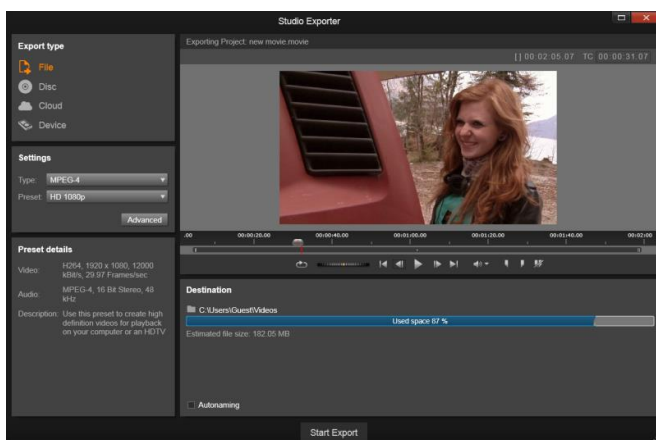 Studio Exporter
Export type
File
Disc
Cloud
Device
Settings
Type: MPEG-4
Preset: HD 1080p
Advanced
Preset details
Video: H264, 1920 x 1080, 12000
kBit/s, 29.97 Frames/sec
Audio: MPEG-4, 16 Bit Stereo, 48
kHz
Description: Use this preset to create high
definition videos for playback
on your computer or an HDTV
Exporting Project: new movie.movie
[ ] 00:02:05.07 TC 00:00:31.07
.00 00:00:20.00 00:00:40.00 00:01:00.00 00:01:20.00 00:01:40.00 00:02:00
Destination
C:\Users\Guest\Videos
Used space 87 %
Estimated file size: 182.05 MB
Autonaming
Start Export